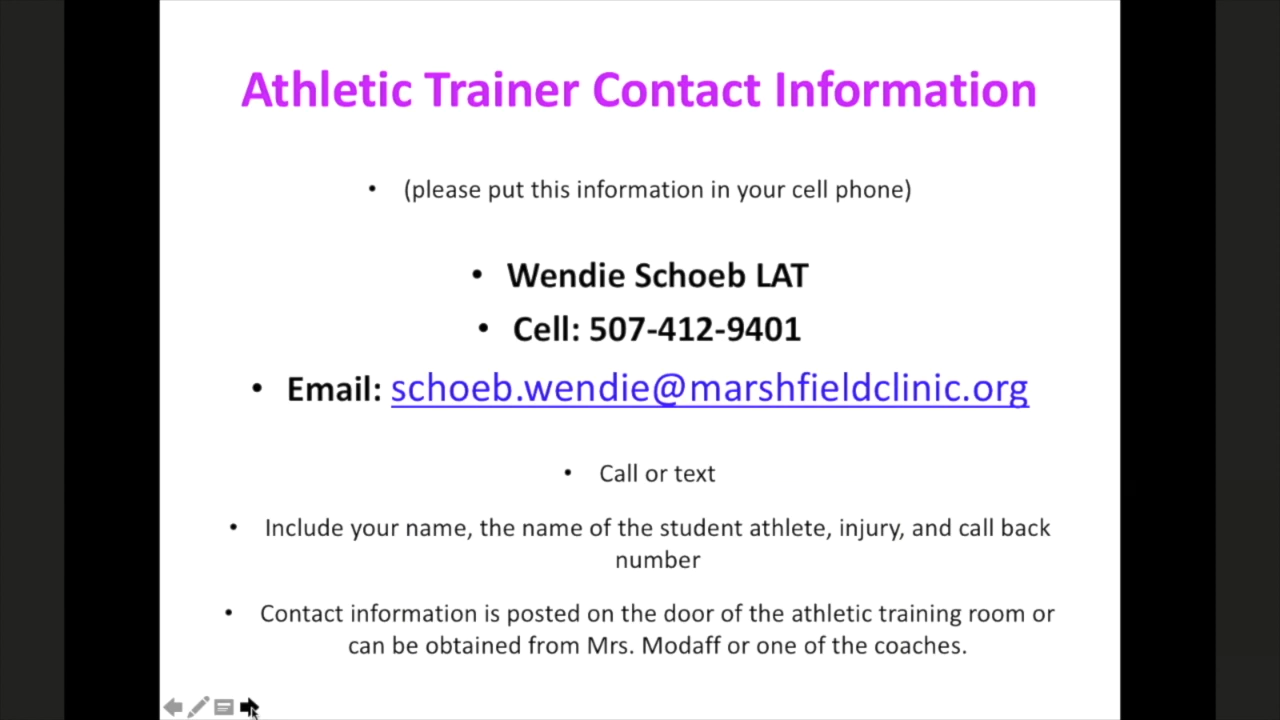 Athletic Trainer Contact Information
• (please put this information in your cell phone)
• Wendie Schoeb LAT
• Cell: 507-412-9401
• Email: schoeb.wendie@marshfieldclinic.org
• Call or text
• Include your name, the name of the student athlete, injury, and call back
number
• Contact information is posted on the door of the athletic training room or
can be obtained from Mrs. Modaff or one of the coaches.